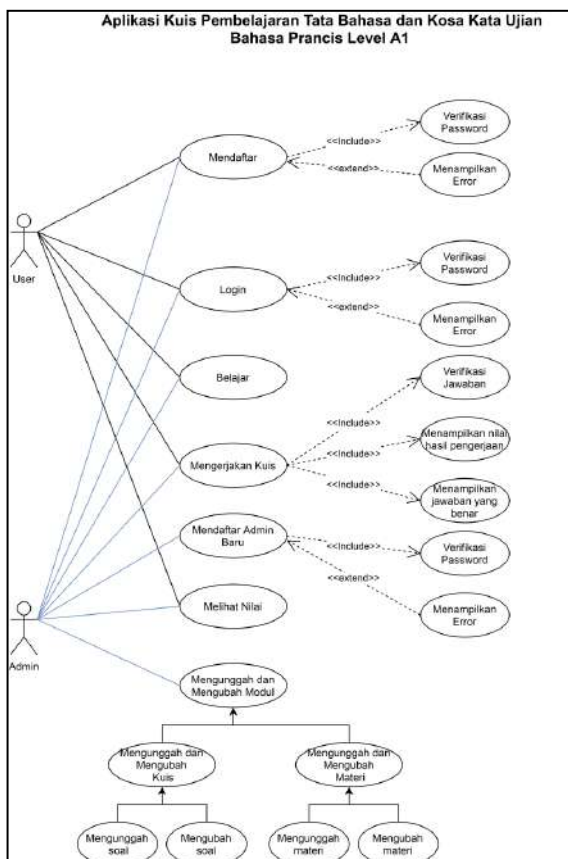 Aplikasi Kuis Pembelajaran Tata Bahasa dan Kosa Kata Ujian
Bahasa Prancis Level A1
Verifikasi
Password
<<Include>>
Mendaftar
<<extend>>
Menampilkan
Error
User
Verifikasi
Password
<<Include>>
Login
<<extend>>
Menampilkan
Error
Belajar
Verifikasi
Jawaban
<<Include>>
Menampilkan nilai
hasil pengerjaan
<<Include>>
Mengerjakan Kuis
<<Include>>
Menampilkan
jawaban yang
benar
Mendaftar Admin
Baru
<<Include>>
Verifikasi
Password
<<extend>>
Menampilkan
Error
Melihat Nilai
Admin
Mengunggah dan
Mengubah Modul
Mengunggah dan
Mengubah
Kuis
Mengunggah dan
Mengubah
Materi
Mengunggah
soal
Mengubah
soal
Mengunggah
materi
Mengubah
materi